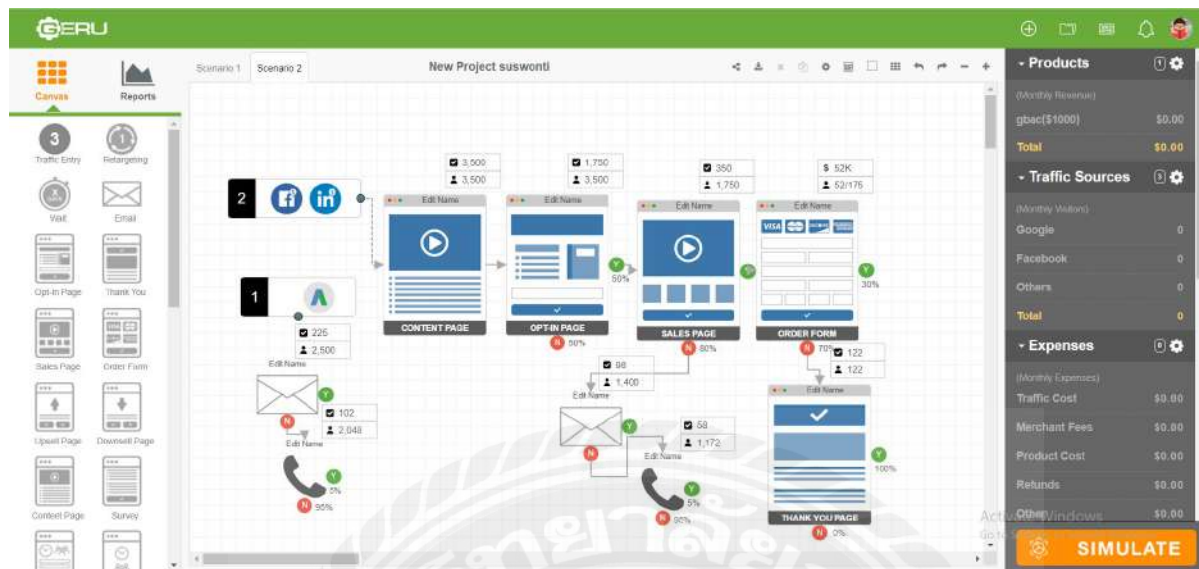 GERU
Canvas
Reports
Scenario 1
Scenario 2
New Project suswonti
3
Traffic Entry
1
Retargeting
Wait
Email
Opt-In Page
Thank You
Sales Page
Order Form
Upsell Page
Downsell Page
Content Page
Survey
2
3,500
3,500
Edit Name
CONTENT PAGE
1,750
3,500
Edit Name
OPT-IN PAGE
Y
50%
N
50%
350
1,750
Edit Name
SALES PAGE
N
80%
$ 52K
52/175
Edit Name
VISA
ORDER FORM
Y
30%
N
70%
1
225
2,500
Edit Name
Y
N
102
2,048
Edit Name
Y
5%
N
95%
98
1,400
Edit Name
Y
N
58
1,172
Edit Name
Y
5%
N
122
122
Edit Name
THANK YOU PAGE
Y
100%
N
0%
Products
1
(Monthly Revenue)
gbac($1000)
$0.00
Total
$0.00
Traffic Sources
3
(Monthly Visitors)
Google
0
Facebook
0
Others
0
Total
0
Expenses
(Monthly Expenses)
Traffic Cost
$0.00
Merchant Fees
$0.00
Product Cost
$0.00
Refunds
$0.00
Other
$0.00
Activate Windows
SIMULATE